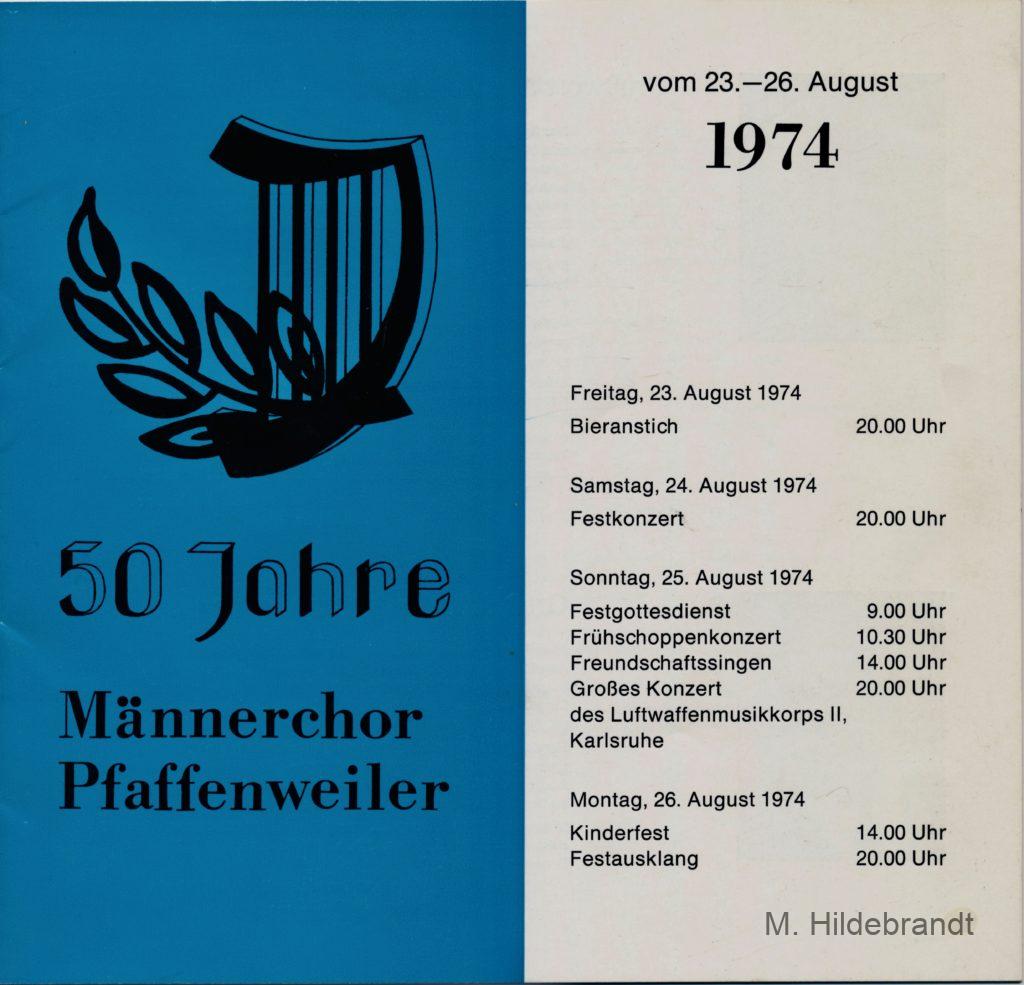 50 Jahre
Männerchor
Pfaffenweiler
vom 23.–26. August
1974
Freitag, 23. August 1974
Bieranstich 20.00 Uhr
Samstag, 24. August 1974
Festkonzert 20.00 Uhr
Sonntag, 25. August 1974
Festgottesdienst 9.00 Uhr
Frühschoppenkonzert 10.30 Uhr
Freundschaftssingen 14.00 Uhr
Großes Konzert 20.00 Uhr
des Luftwaffenmusikkorps II,
Karlsruhe
Montag, 26. August 1974
Kinderfest 14.00 Uhr
Festausklang 20.00 Uhr
M. Hildebrandt